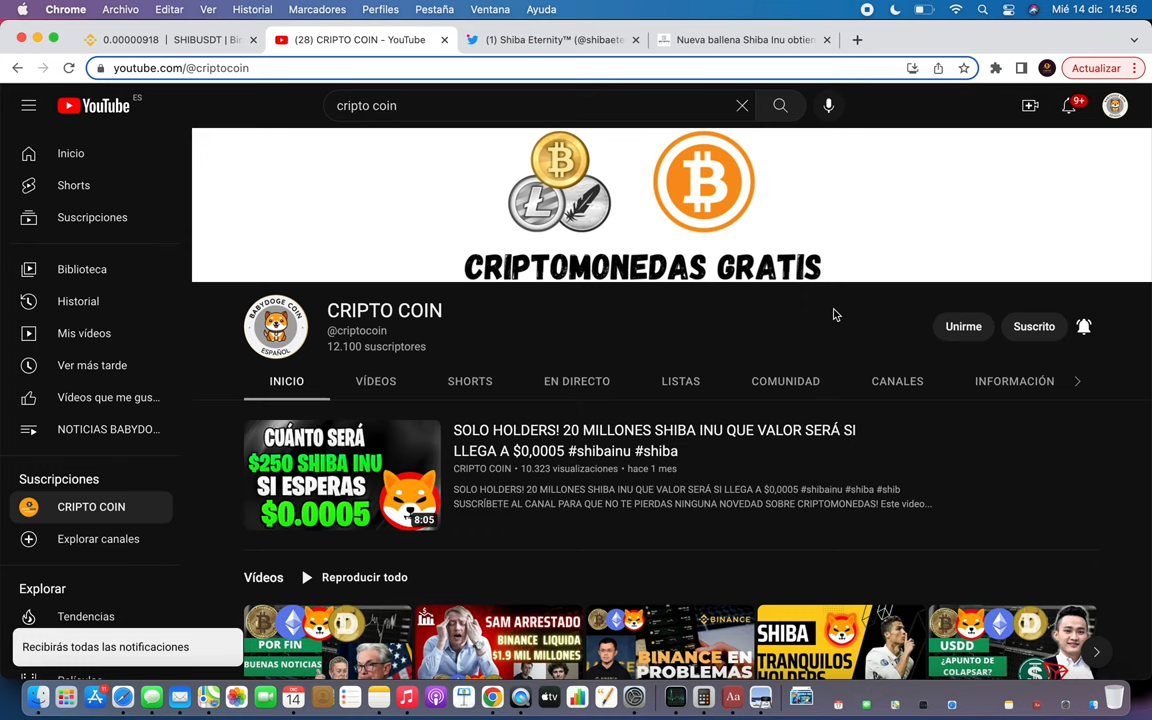 Chrome Archivo Editar Ver Historial Marcadores Perfiles Pestaña Ventana Ayuda Mié 14 dic 14:56
0.00000918 | SHIBUSDT | Bin
(28) CRIPTO COIN - YouTube
(1) Shiba Eternity™ (@shibaete
Nueva ballena Shiba Inu obtien
youtube.com/@criptocoin
Actualizar
YouTube ES
cripto coin
9+
Inicio
Shorts
Suscripciones
Biblioteca
Historial
Mis vídeos
Ver más tarde
Vídeos que me gus...
NOTICIAS BABYDO...
Suscripciones
CRIPTO COIN
Explorar canales
Explorar
Tendencias
Recibirás todas las notificaciones
CRIPTOMONEDAS GRATIS
BABYDOGE COIN
ESPAÑOL
CRIPTO COIN
@criptocoin
12.100 suscriptores
Unirme
Suscrito
INICIO VÍDEOS SHORTS EN DIRECTO LISTAS COMUNIDAD CANALES INFORMACIÓN
CUÁNTO SERÁ
$250 SHIBA INU
SI ESPERAS
$0.0005
8:05
SOLO HOLDERS! 20 MILLONES SHIBA INU QUE VALOR SERÁ SI
LLEGA A $0,0005 #shibainu #shiba
CRIPTO COIN • 10.323 visualizaciones • hace 1 mes
SOLO HOLDERS! 20 MILLONES SHIBA INU QUE VALOR SERÁ SI LLEGA A $0,0005 #shibainu #shiba #shib
SUSCRÍBETE AL CANAL PARA QUE NO TE PIERDAS NINGUNA NOVEDAD SOBRE CRIPTOMONEDAS! Este video...
Vídeos Reproducir todo
POR FIN
BUENAS NOTICIAS
SAM ARRESTADO
BINANCE LIQUIDA
$1.9 MIL MILLONES
BINANCE
BINANCE EN
PROBLEMAS
SHIBA
TRANQUILOS
HOLDERS
USDD
¿APUNTO DE
COLAPSAR?
DIC
14
Aa